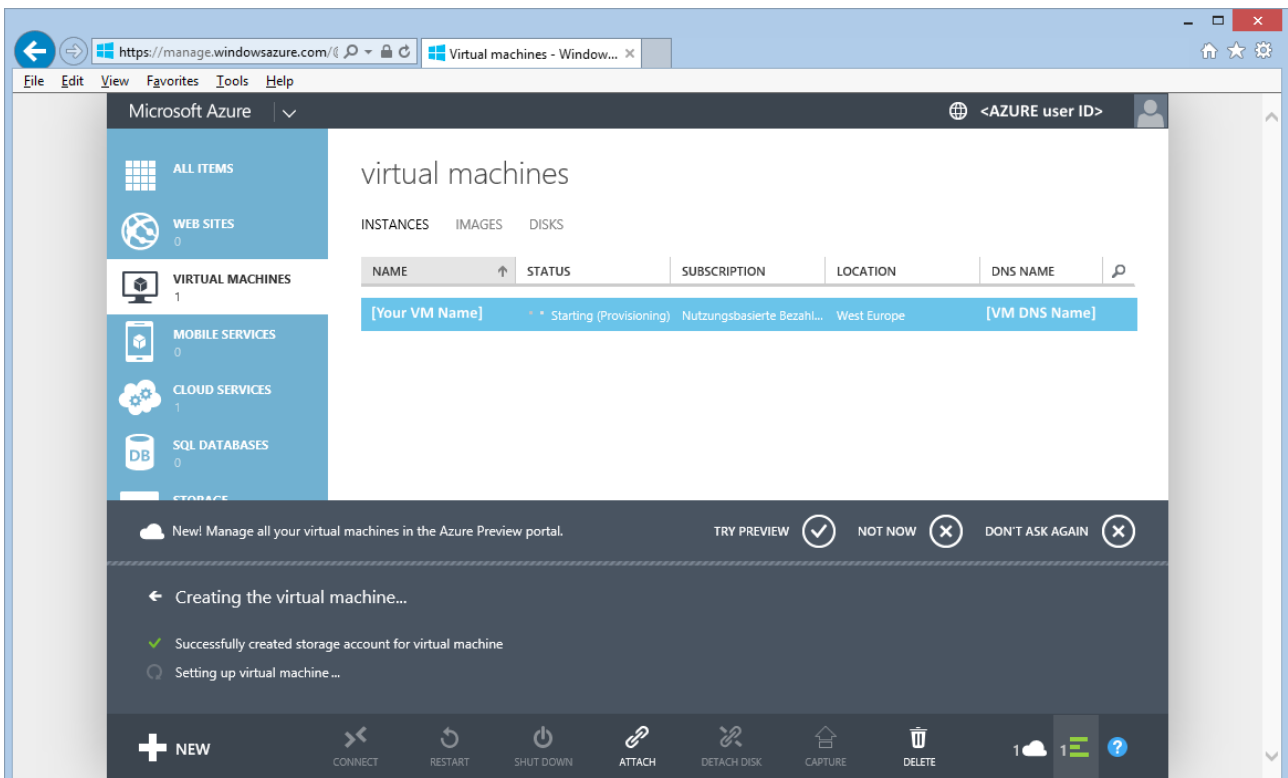 https://manage.windowsazure.com/
Virtual machines - Window...
File Edit View Favorites Tools Help
Microsoft Azure
<AZURE user ID>
ALL ITEMS
WEB SITES
0
VIRTUAL MACHINES
1
MOBILE SERVICES
0
CLOUD SERVICES
1
SQL DATABASES
DB
0
STORAGE
virtual machines
INSTANCES IMAGES DISKS
NAME STATUS SUBSCRIPTION LOCATION DNS NAME
[Your VM Name] Starting (Provisioning) Nutzungsbasierte Bezahl... West Europe [VM DNS Name]
New! Manage all your virtual machines in the Azure Preview portal.
TRY PREVIEW NOT NOW DON'T ASK AGAIN
Creating the virtual machine...
Successfully created storage account for virtual machine
Setting up virtual machine ...
NEW
CONNECT RESTART SHUT DOWN ATTACH DETACH DISK CAPTURE DELETE
1 1 ?